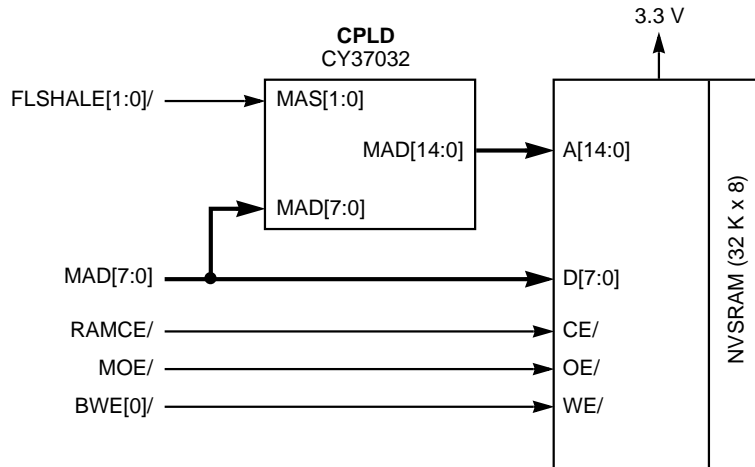 3.3 V
CPLD
CY37032
FLSHALE[1:0]/
MAS[1:0]
MAD[14:0]
A[14:0]
MAD[7:0]
MAD[7:0]
D[7:0]
RAMCE/
CE/
MOE/
OE/
BWE[0]/
WE/
NVSRAM (32 K x 8)